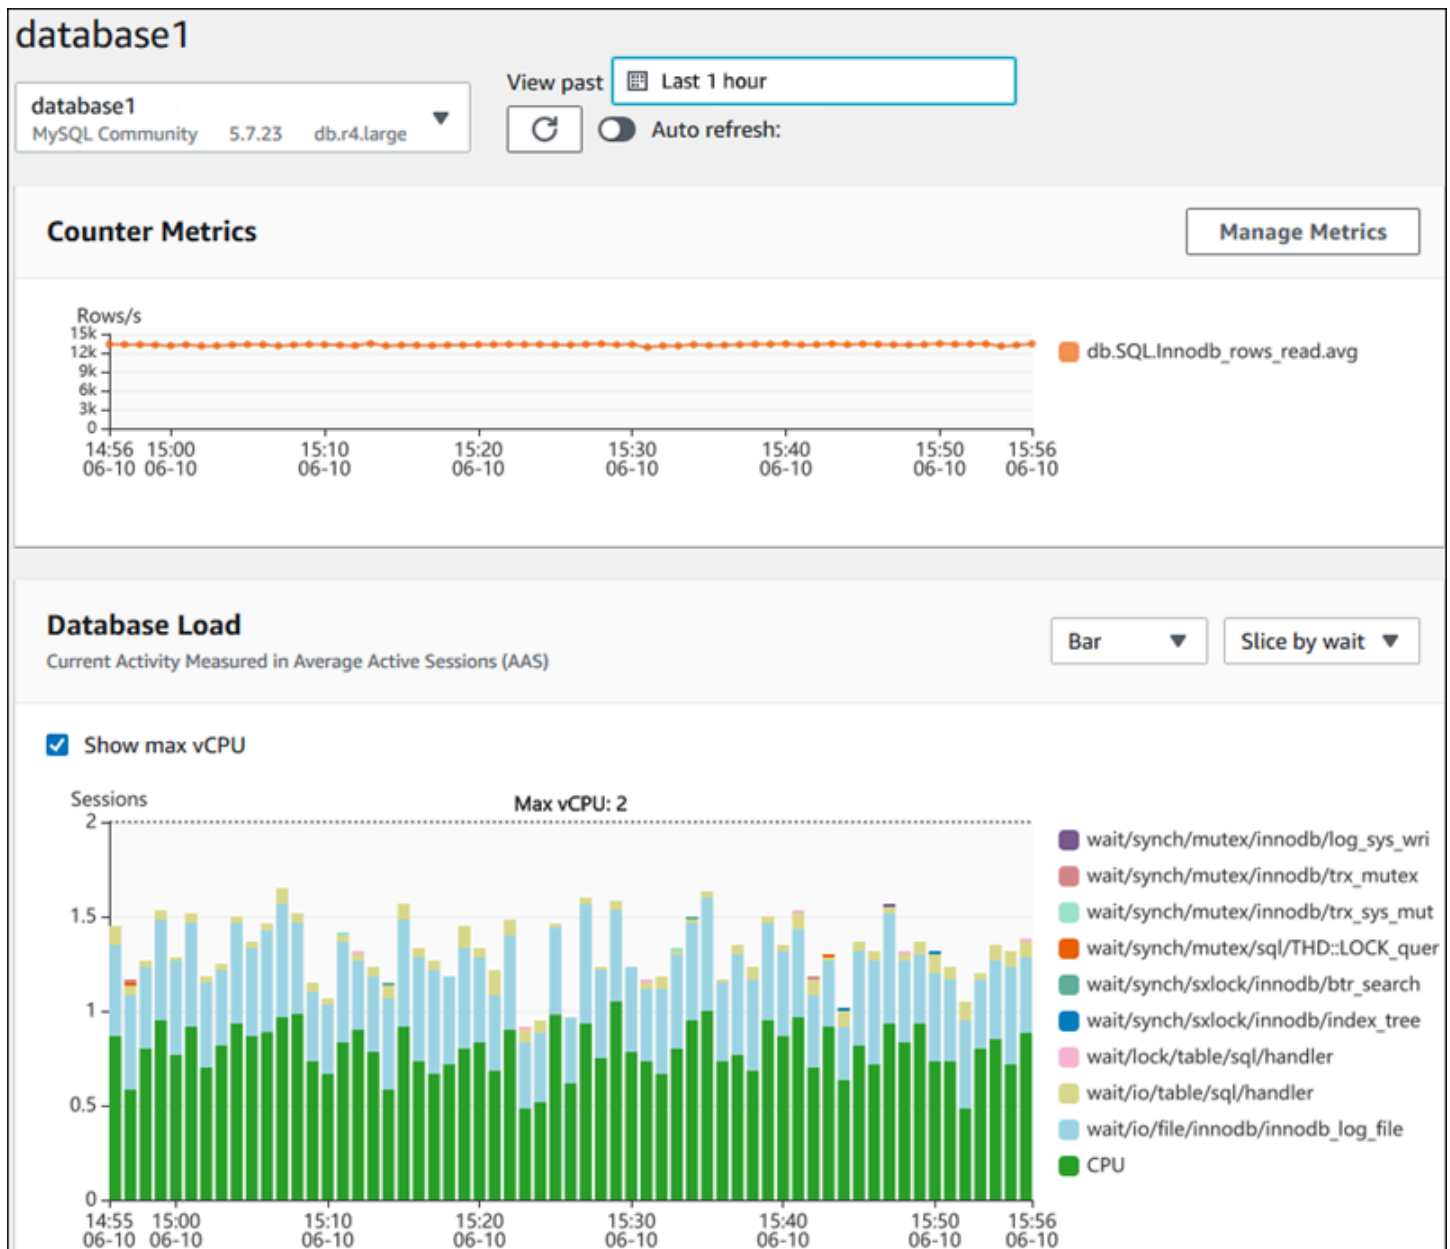 database1
database1
MySQL Community 5.7.23 db.r4.large
View past Last 1 hour
Auto refresh:
Counter Metrics
Manage Metrics
Rows/s
15k
12k
9k
6k
3k
0
14:56 15:00 15:10 15:20 15:30 15:40 15:50 15:56
06-10 06-10 06-10 06-10 06-10 06-10 06-10 06-10
db.SQL.Innodb_rows_read.avg
Database Load
Current Activity Measured in Average Active Sessions (AAS)
Bar
Slice by wait
Show max vCPU
Sessions
Max vCPU: 2
2
1.5
1
0.5
0
14:55 15:00 15:10 15:20 15:30 15:40 15:50 15:56
06-10 06-10 06-10 06-10 06-10 06-10 06-10 06-10
wait/synch/mutex/innodb/log_sys_wri
wait/synch/mutex/innodb/trx_mutex
wait/synch/mutex/innodb/trx_sys_mut
wait/synch/mutex/sql/THD::LOCK_quer
wait/synch/sxlock/innodb/btr_search
wait/synch/sxlock/innodb/index_tree
wait/lock/table/sql/handler
wait/io/table/sql/handler
wait/io/file/innodb/innodb_log_file
CPU